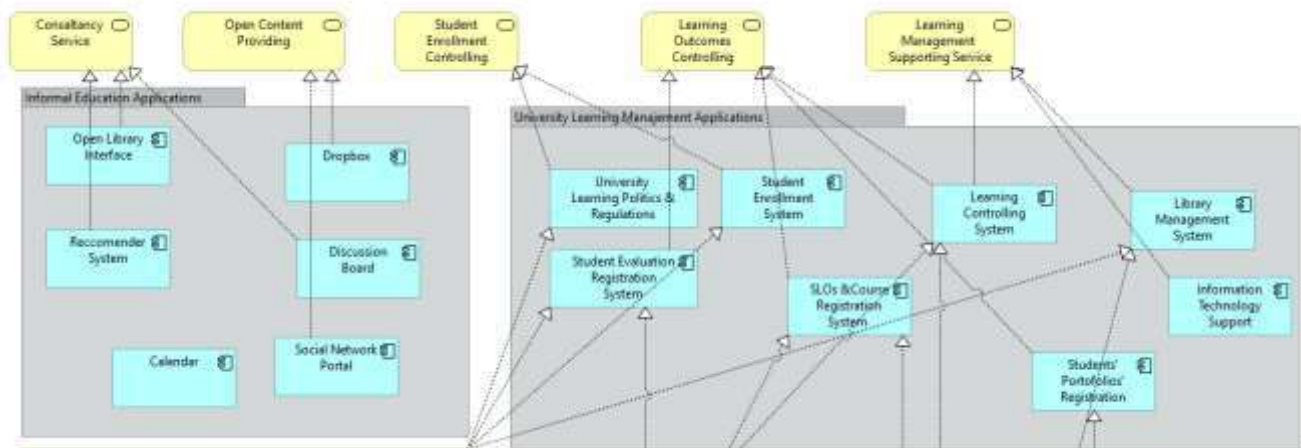 Consaltancy
Service
Open Content
Providing
Student
Enrollment
Controlling
Learning
Outcomes
Controlling
Learning
Management
Supporting Service
Informal Education Applications
Open Library
Interface
Dropbox
Reccomender
System
Discussion
Board
Calendar
Social Network
Portal
University Learning Manajement Applications
University
Learning Politics &
Regulations
Student
Enrollment
System
Learning
Controlling
System
Library
Management
System
Student Evaluation
Registration
System
SLOs &Course
Registration
System
Information
Technology
Support
Students'
Portofolios'
Registration